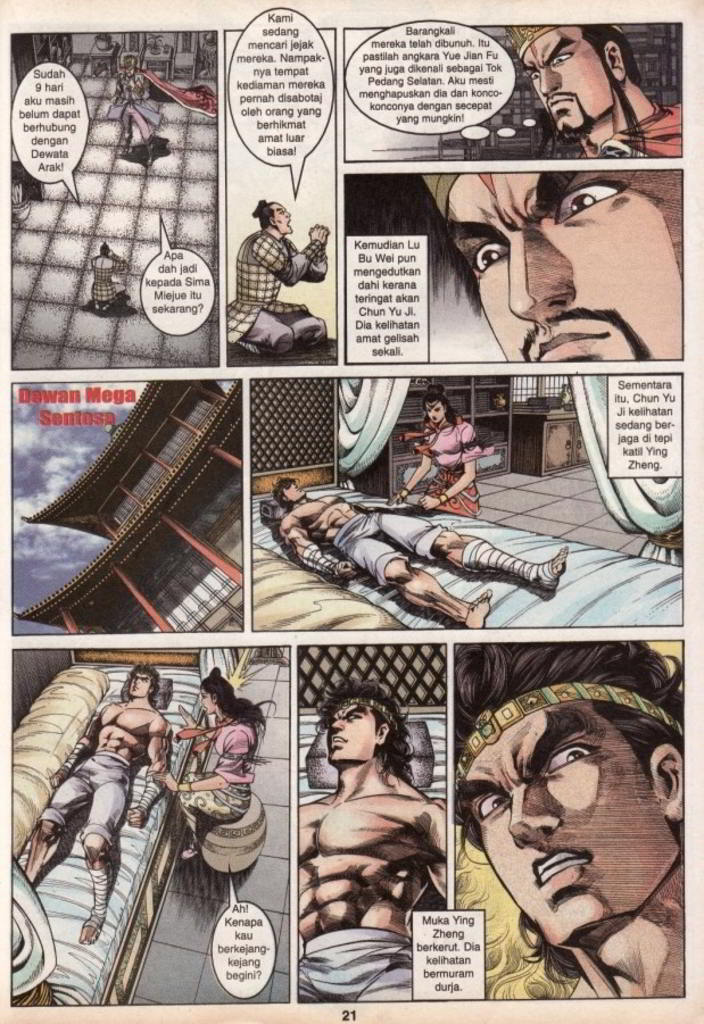 Sudah
9 hari
aku masih
belum dapat
berhubung
dengan
Dewata
Arak!
Apa
dah jadi
kepada Sima
Miejue itu
sekarang?
Kami
sedang
mencari jejak
mereka. Nampak-
nya tempat
kediaman mereka
pernah disabotaj
oleh orang yang
berhikmat
amat luar
biasa!
Barangkali
mereka telah dibunuh. Itu
pastilah angkara Yue Jian Fu
yang juga dikenali sebagai Tok
Pedang Selatan. Aku mesti
menghapuskan dia dan konco-
konconya dengan secepat
yang mungkin!
Kemudian Lu
Bu Wei pun
mengedutkan
dahi kerana
teringat akan
Chun Yu Ji.
Dia kelihatan
amat gelisah
sekali.
Dewan Mega
Sentosa
Sementara
itu, Chun Yu
Ji kelihatan
sedang ber-
jaga di tepi
katil Ying
Zheng.
Ah!
Kenapa
kau
berkejang-
kejang
begini?
Muka Ying
Zheng
berkerut. Dia
kelihatan
bermuram
durja.
21